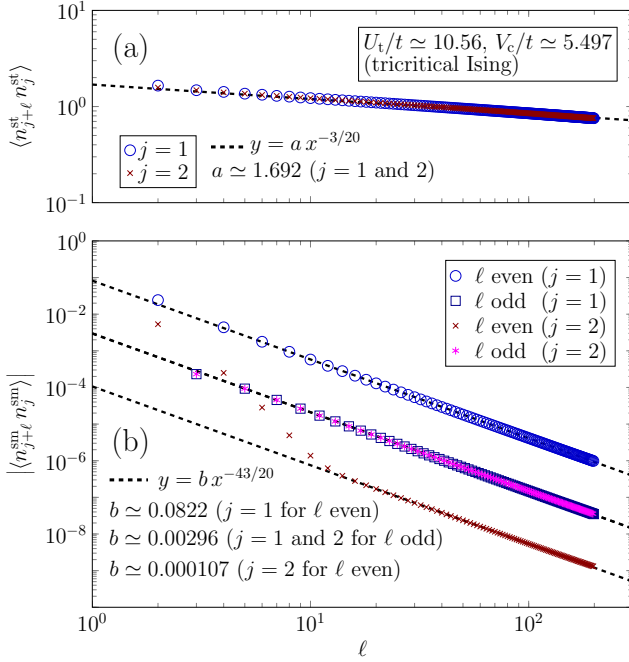 ⟨n^st_{j+ℓ} n^st_j⟩
10^1
10^0
10^−1
(a)
U_t/t ≃ 10.56, V_c/t ≃ 5.497
(tricritical Ising)
j = 1
j = 2
y = a x^{−3/20}
a ≃ 1.692 (j = 1 and 2)
|⟨n^sm_{j+ℓ} n^sm_j⟩|
10^0
10^−2
10^−4
10^−6
10^−8
ℓ even (j = 1)
ℓ odd (j = 1)
ℓ even (j = 2)
ℓ odd (j = 2)
(b)
y = b x^{−43/20}
b ≃ 0.0822 (j = 1 for ℓ even)
b ≃ 0.00296 (j = 1 and 2 for ℓ odd)
b ≃ 0.000107 (j = 2 for ℓ even)
10^0 10^1 10^2
ℓ